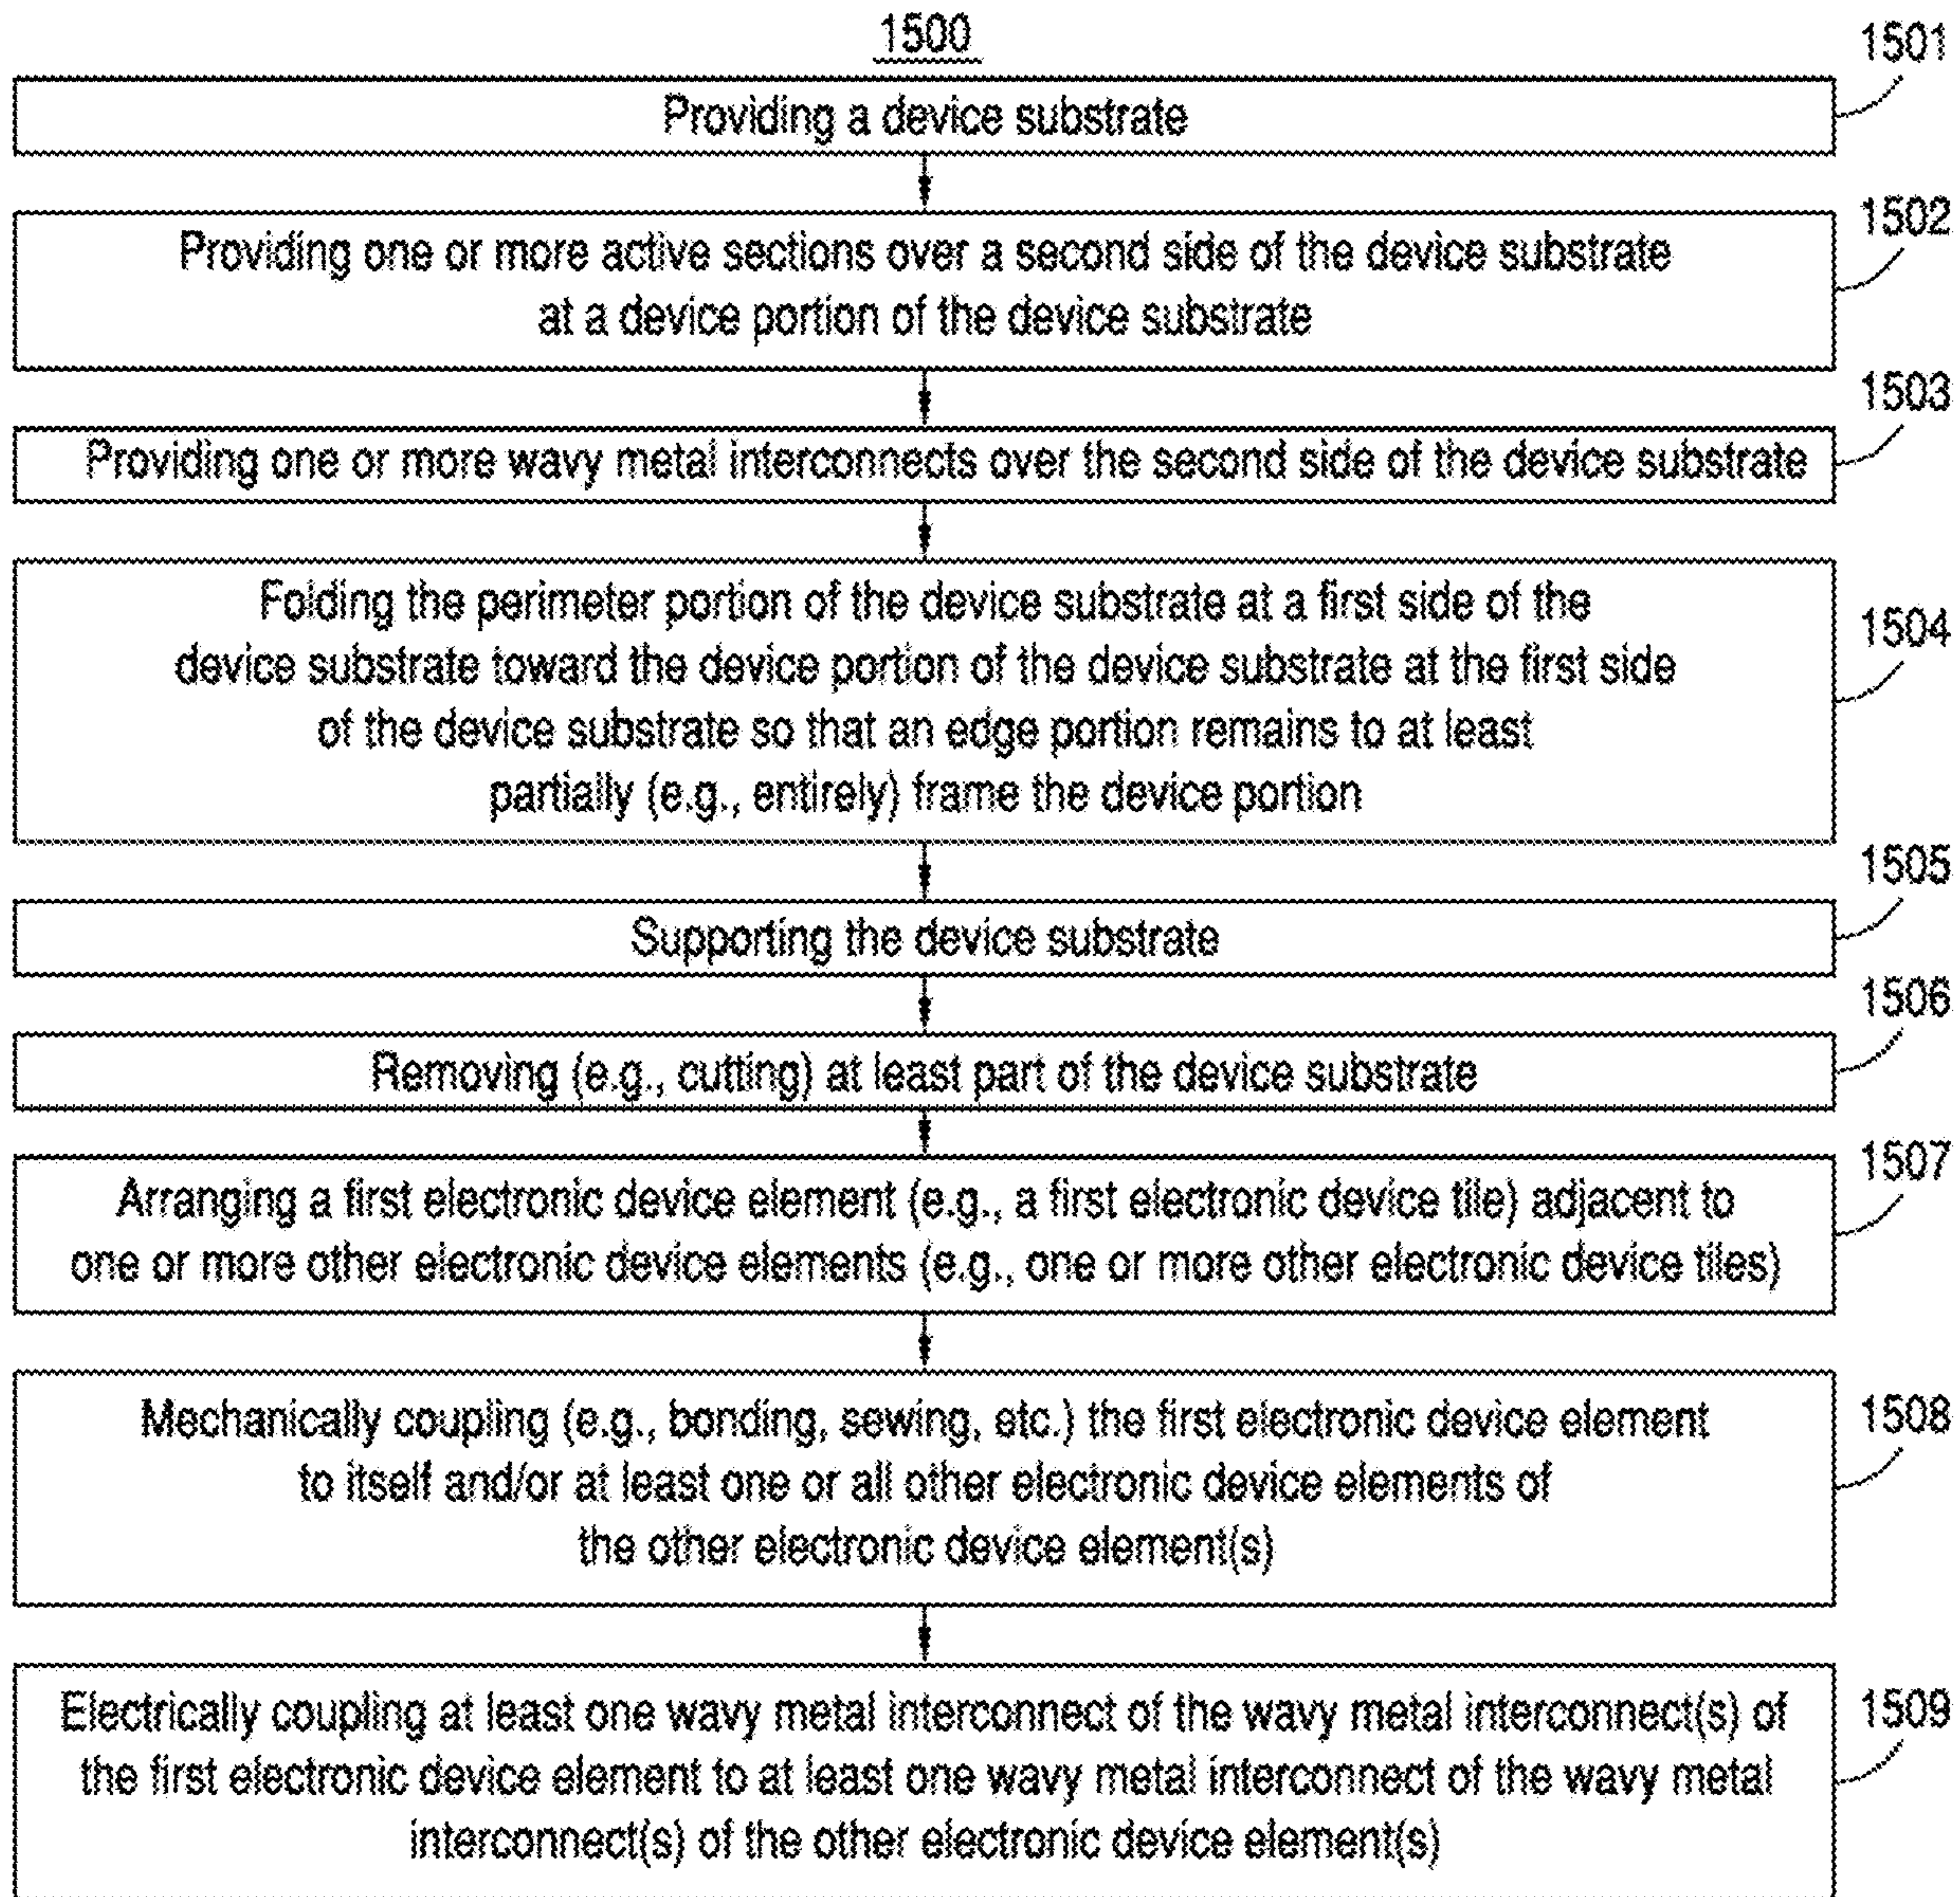 1500
1501
Providing a device substrate
1502
Providing one or more active sections over a second side of the device substrate
at a device portion of the device substrate
1503
Providing one or more wavy metal interconnects over the second side of the device substrate
1504
Folding the perimeter portion of the device substrate at a first side of the
device substrate toward the device portion of the device substrate at the first side
of the device substrate so that an edge portion remains to at least
partially (e.g., entirely) frame the device portion
1505
Supporting the device substrate
1506
Removing (e.g., cutting) at least part of the device substrate
1507
Arranging a first electronic device element (e.g., a first electronic device tile) adjacent to
one or more other electronic device elements (e.g., one or more other electronic device tiles)
1508
Mechanically coupling (e.g., bonding, sewing, etc.) the first electronic device element
to itself and/or at least one or all other electronic device elements of
the other electronic device element(s)
1509
Electrically coupling at least one wavy metal interconnect of the wavy metal interconnect(s) of
the first electronic device element to at least one wavy metal interconnect of the wavy metal
interconnect(s) of the other electronic device element(s)